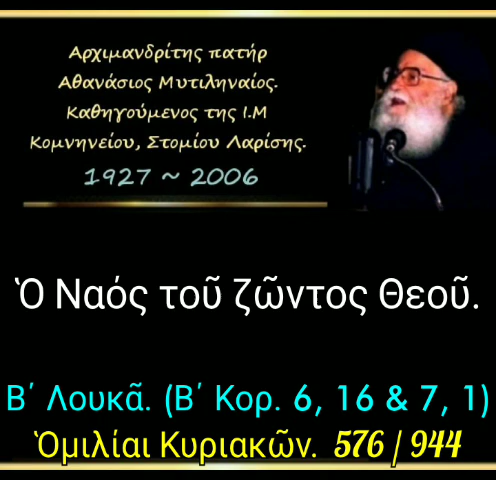 Αρχιμανδρίτης πατήρ
Αθανάσιος Μυτιληναίος.
Καθηγούμενος της Ι.Μ
Κομνηνείου, Στομίου Λαρίσης.
1927 ~ 2006
Ὁ Ναός τοῦ ζῶντος Θεοῦ.
Β΄ Λουκᾶ. (Β΄ Κορ. 6, 16 & 7, 1)
Ὁμιλίαι Κυριακῶν. 576 / 944